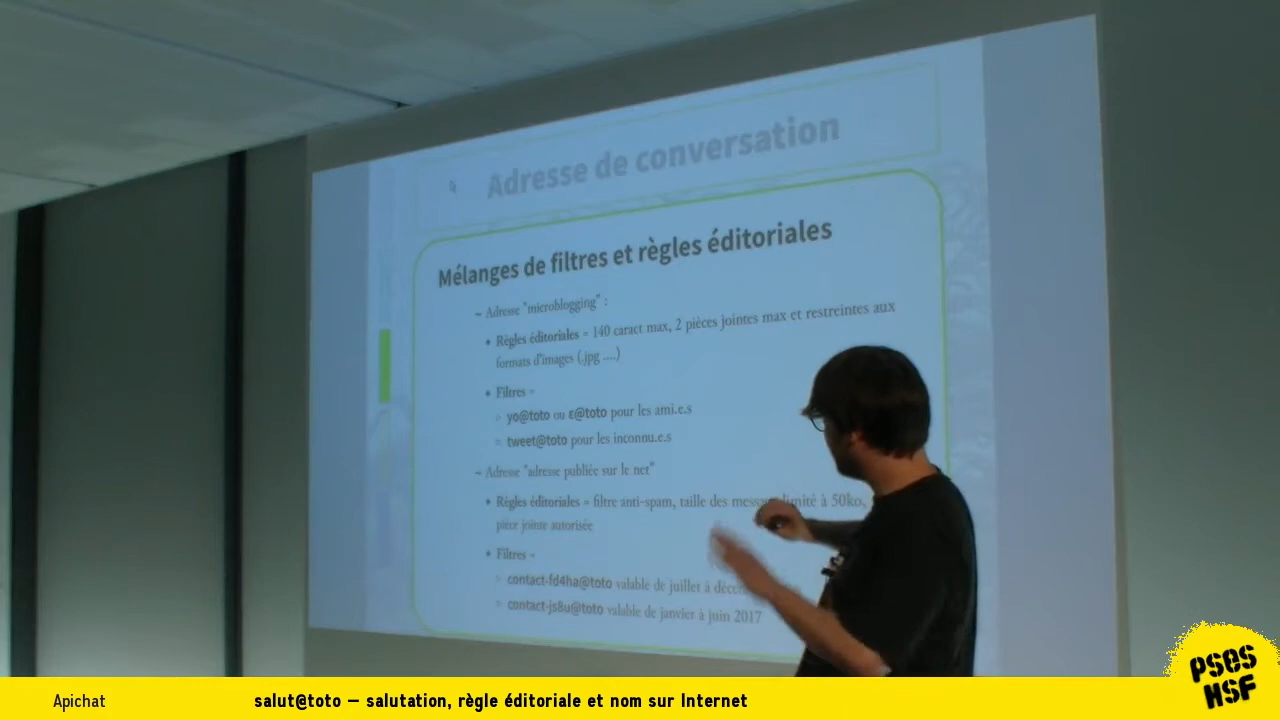 Adresse de conversation
Mélanges de filtres et règles éditoriales
~ Adresse "microblogging" :
• Règles éditoriales = 140 caract max, 2 pièces jointes max et restreintes aux
formats d'images (.jpg ....)
• Filtres =
yo@toto ou ɛ@toto pour les ami.e.s
tweet@toto pour les inconnu.e.s
~ Adresse "adresse publiée sur le net"
• Règles éditoriales = filtre anti-spam, taille des limité à 50ko,
pièce jointe autorisée
• Filtres =
contact-fd4ha@toto valable de juillet à
contact-js8u@toto valable de janvier à juin 2017
PSES
HSF
Apichat
salut@toto — salutation, règle éditoriale et nom sur Internet